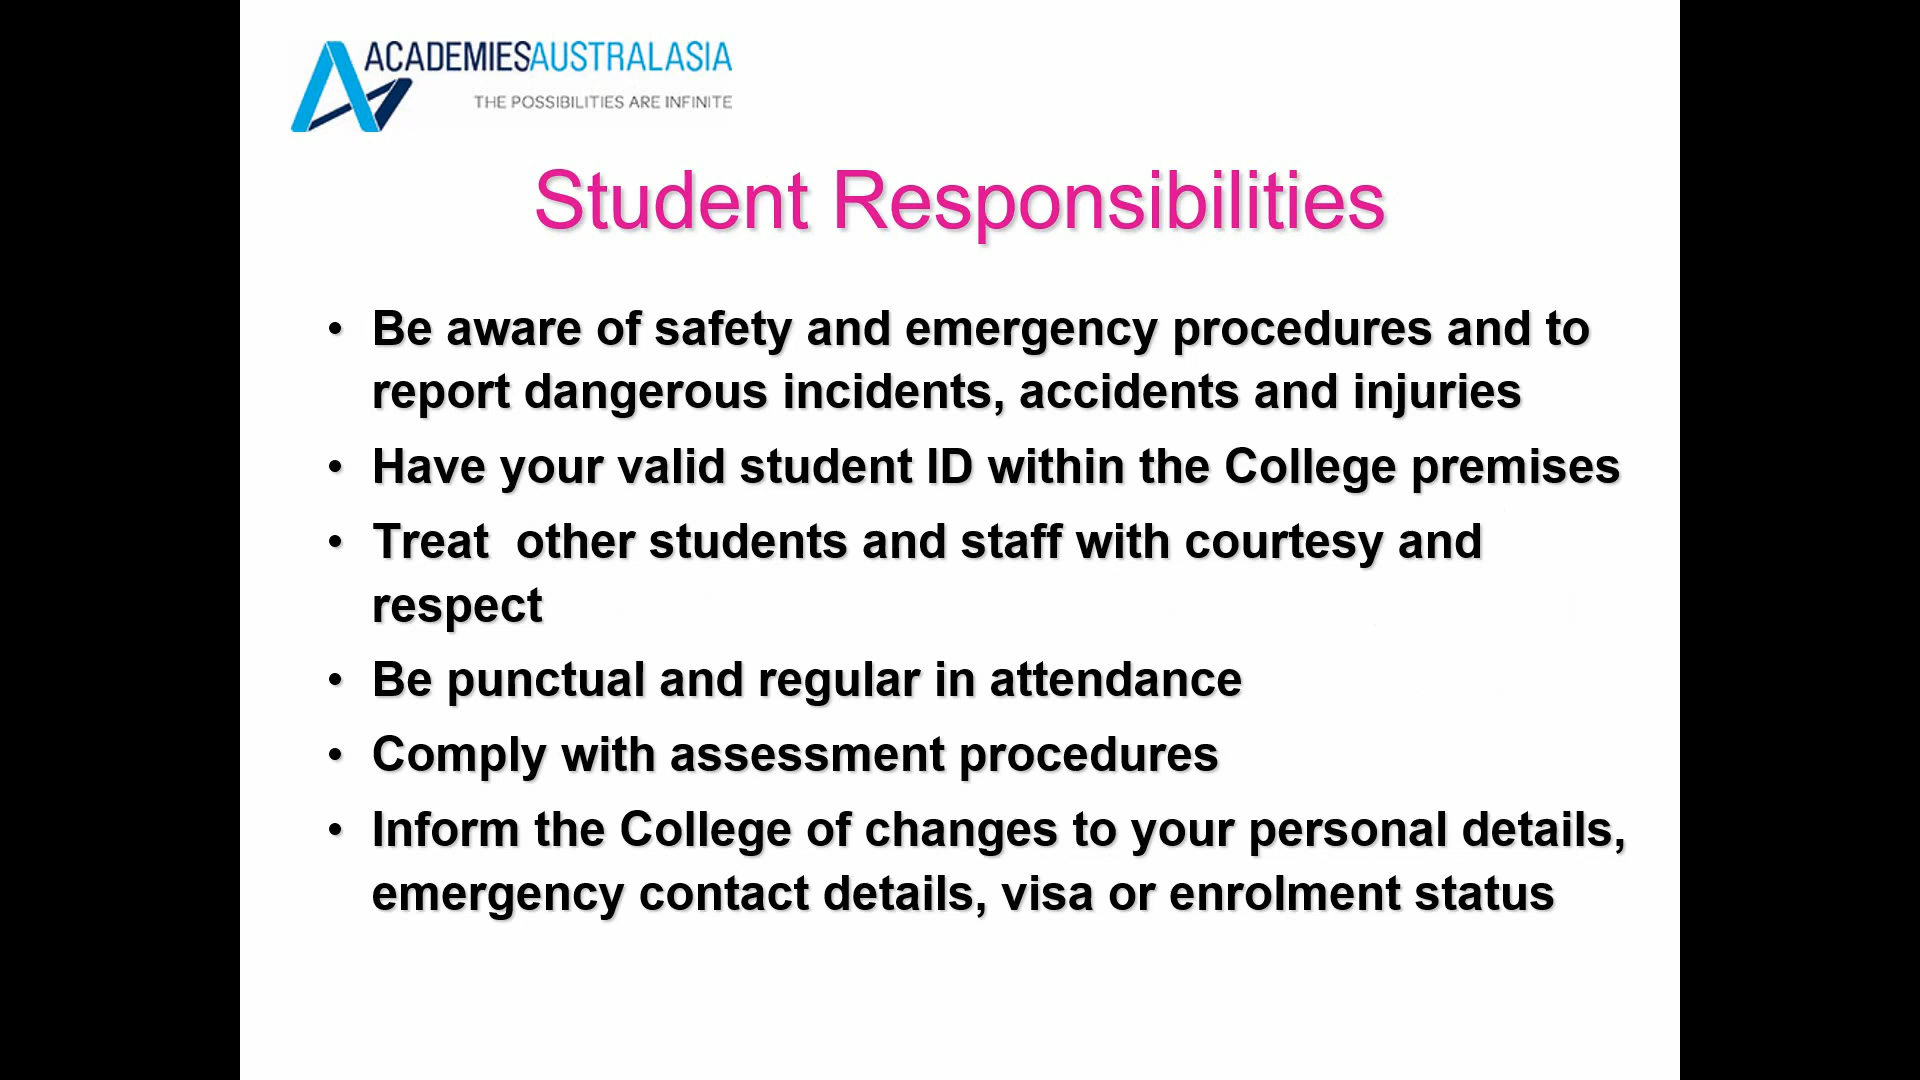 ACADEMIESAUSTRALASIA
THE POSSIBILITIES ARE INFINITE
Student Responsibilities
• Be aware of safety and emergency procedures and to
report dangerous incidents, accidents and injuries
• Have your valid student ID within the College premises
• Treat  other students and staff with courtesy and
respect
• Be punctual and regular in attendance
• Comply with assessment procedures
• Inform the College of changes to your personal details,
emergency contact details, visa or enrolment status